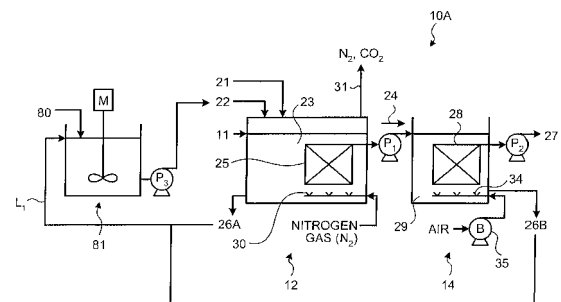 10A
N₂, CO₂
21
31
24
80
M
22
23
28
11
P₁
P₂
27
P₃
25
34
L₁
29
26A
30
NITROGEN
GAS (N₂)
AIR
B
26B
35
81
12
14